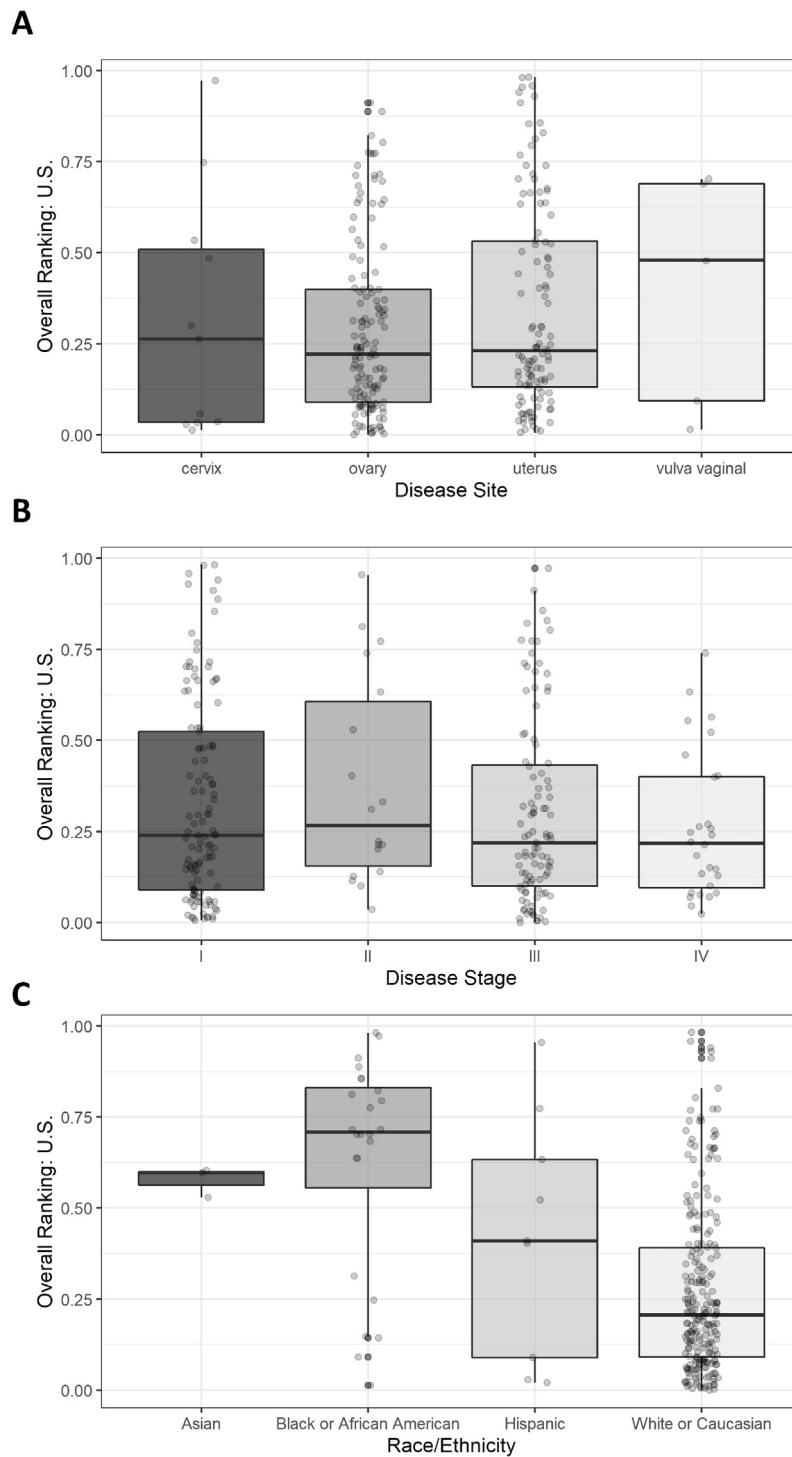 A
Overall Ranking: U.S.
1.00
0.75
0.50
0.25
0.00
cervix ovary uterus vulva vaginal
Disease Site
B
Overall Ranking: U.S.
1.00
0.75
0.50
0.25
0.00
I II III IV
Disease Stage
C
Overall Ranking: U.S.
1.00
0.75
0.50
0.25
0.00
Asian Black or African American Hispanic White or Caucasian
Race/Ethnicity